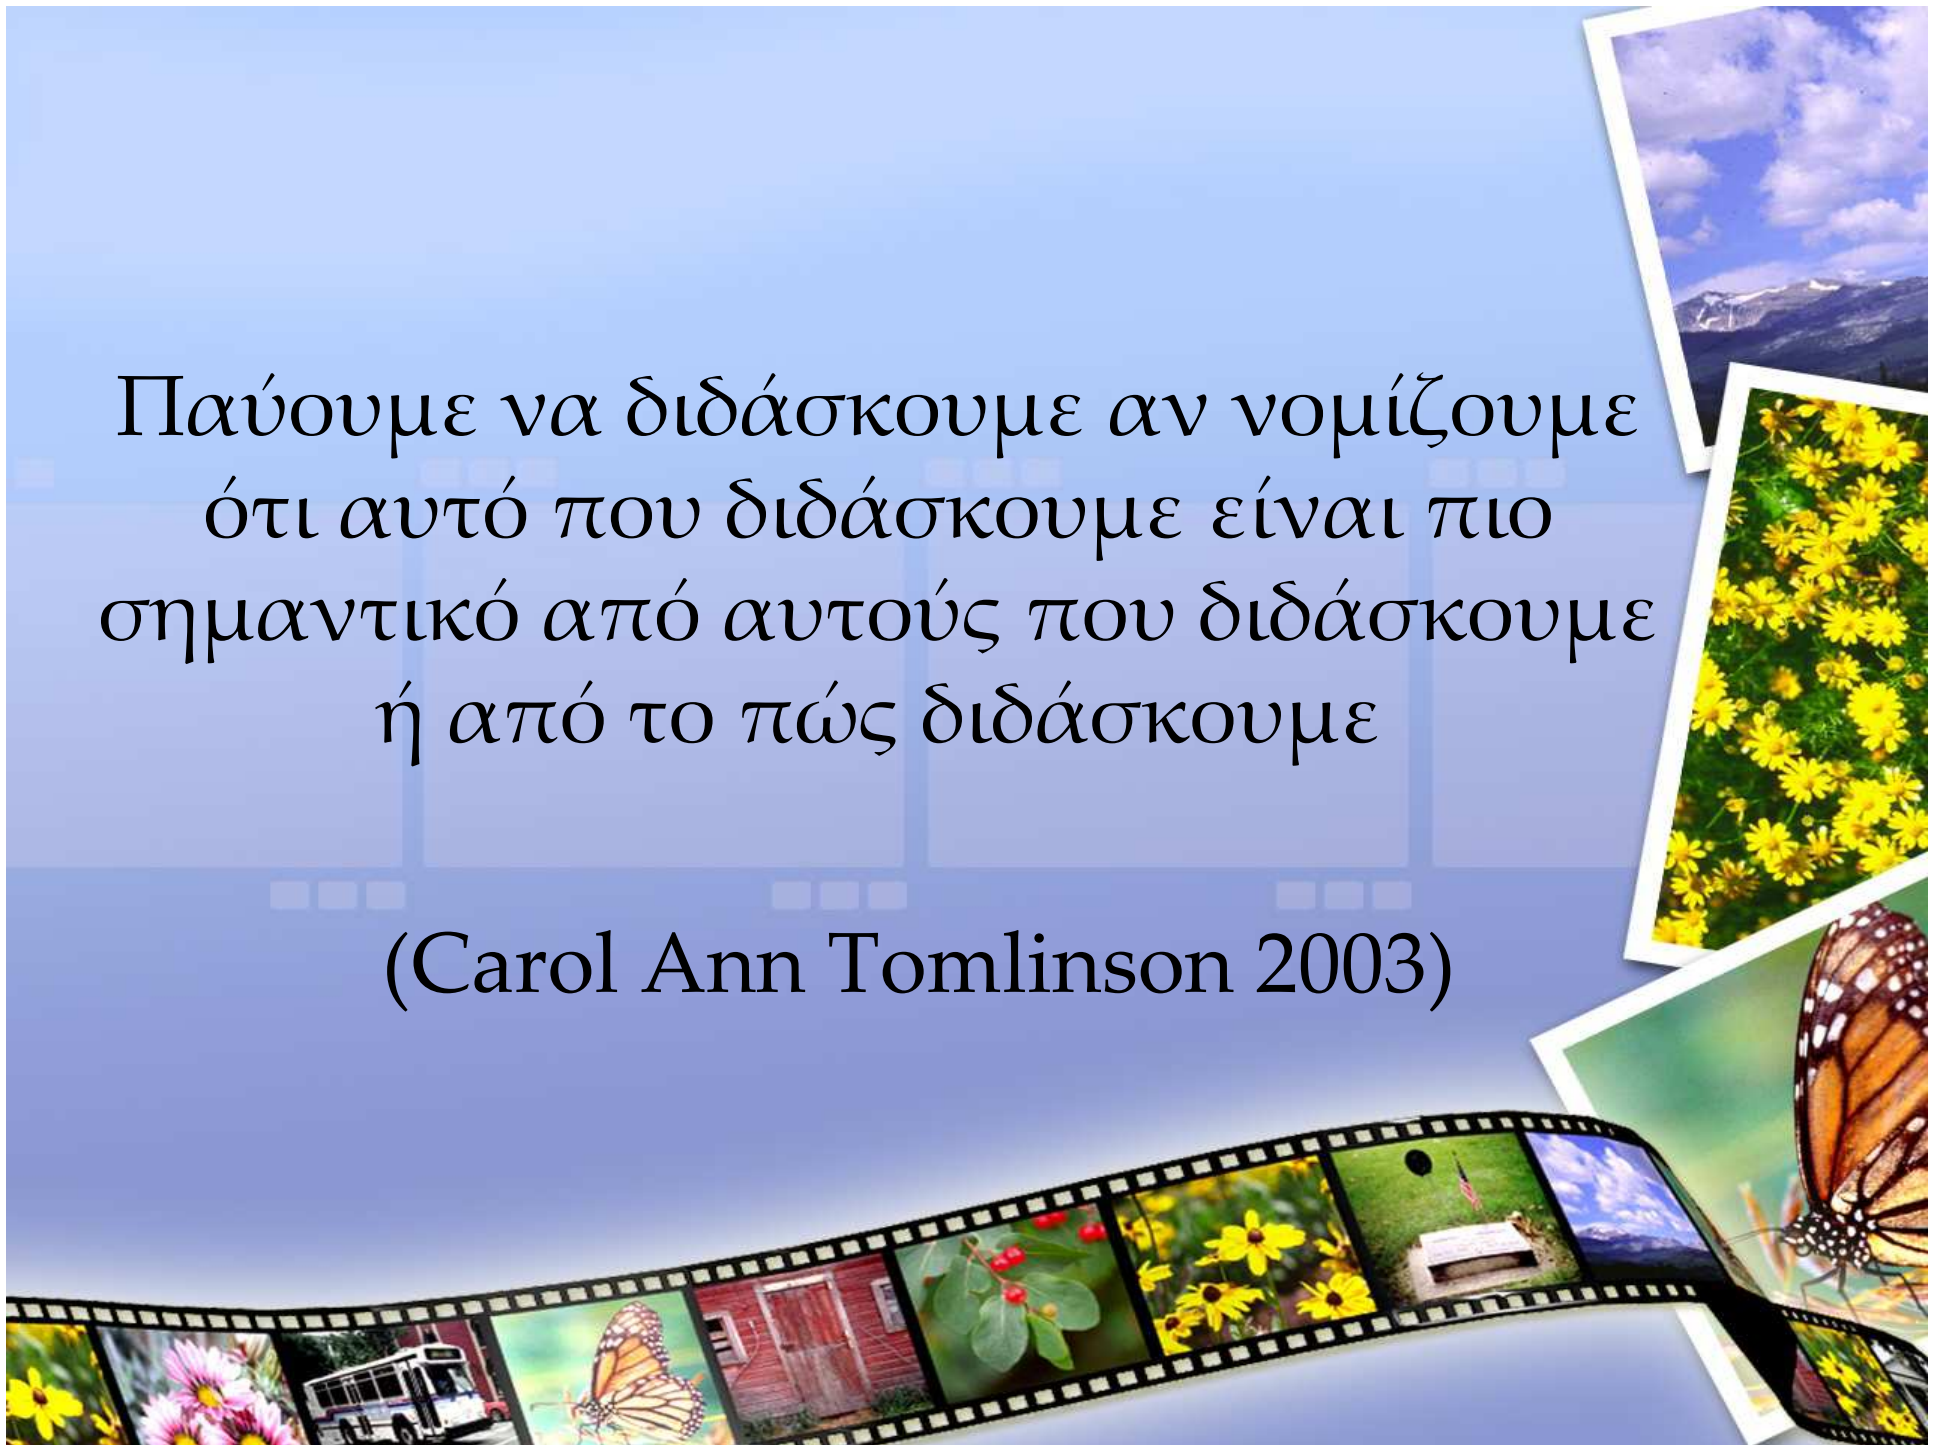 Παύουμε να διδάσκουμε αν νομίζουμε
ότι αυτό που διδάσκουμε είναι πιο
σημαντικό από αυτούς που διδάσκουμε
ή από το πώς διδάσκουμε
(Carol Ann Tomlinson 2003)